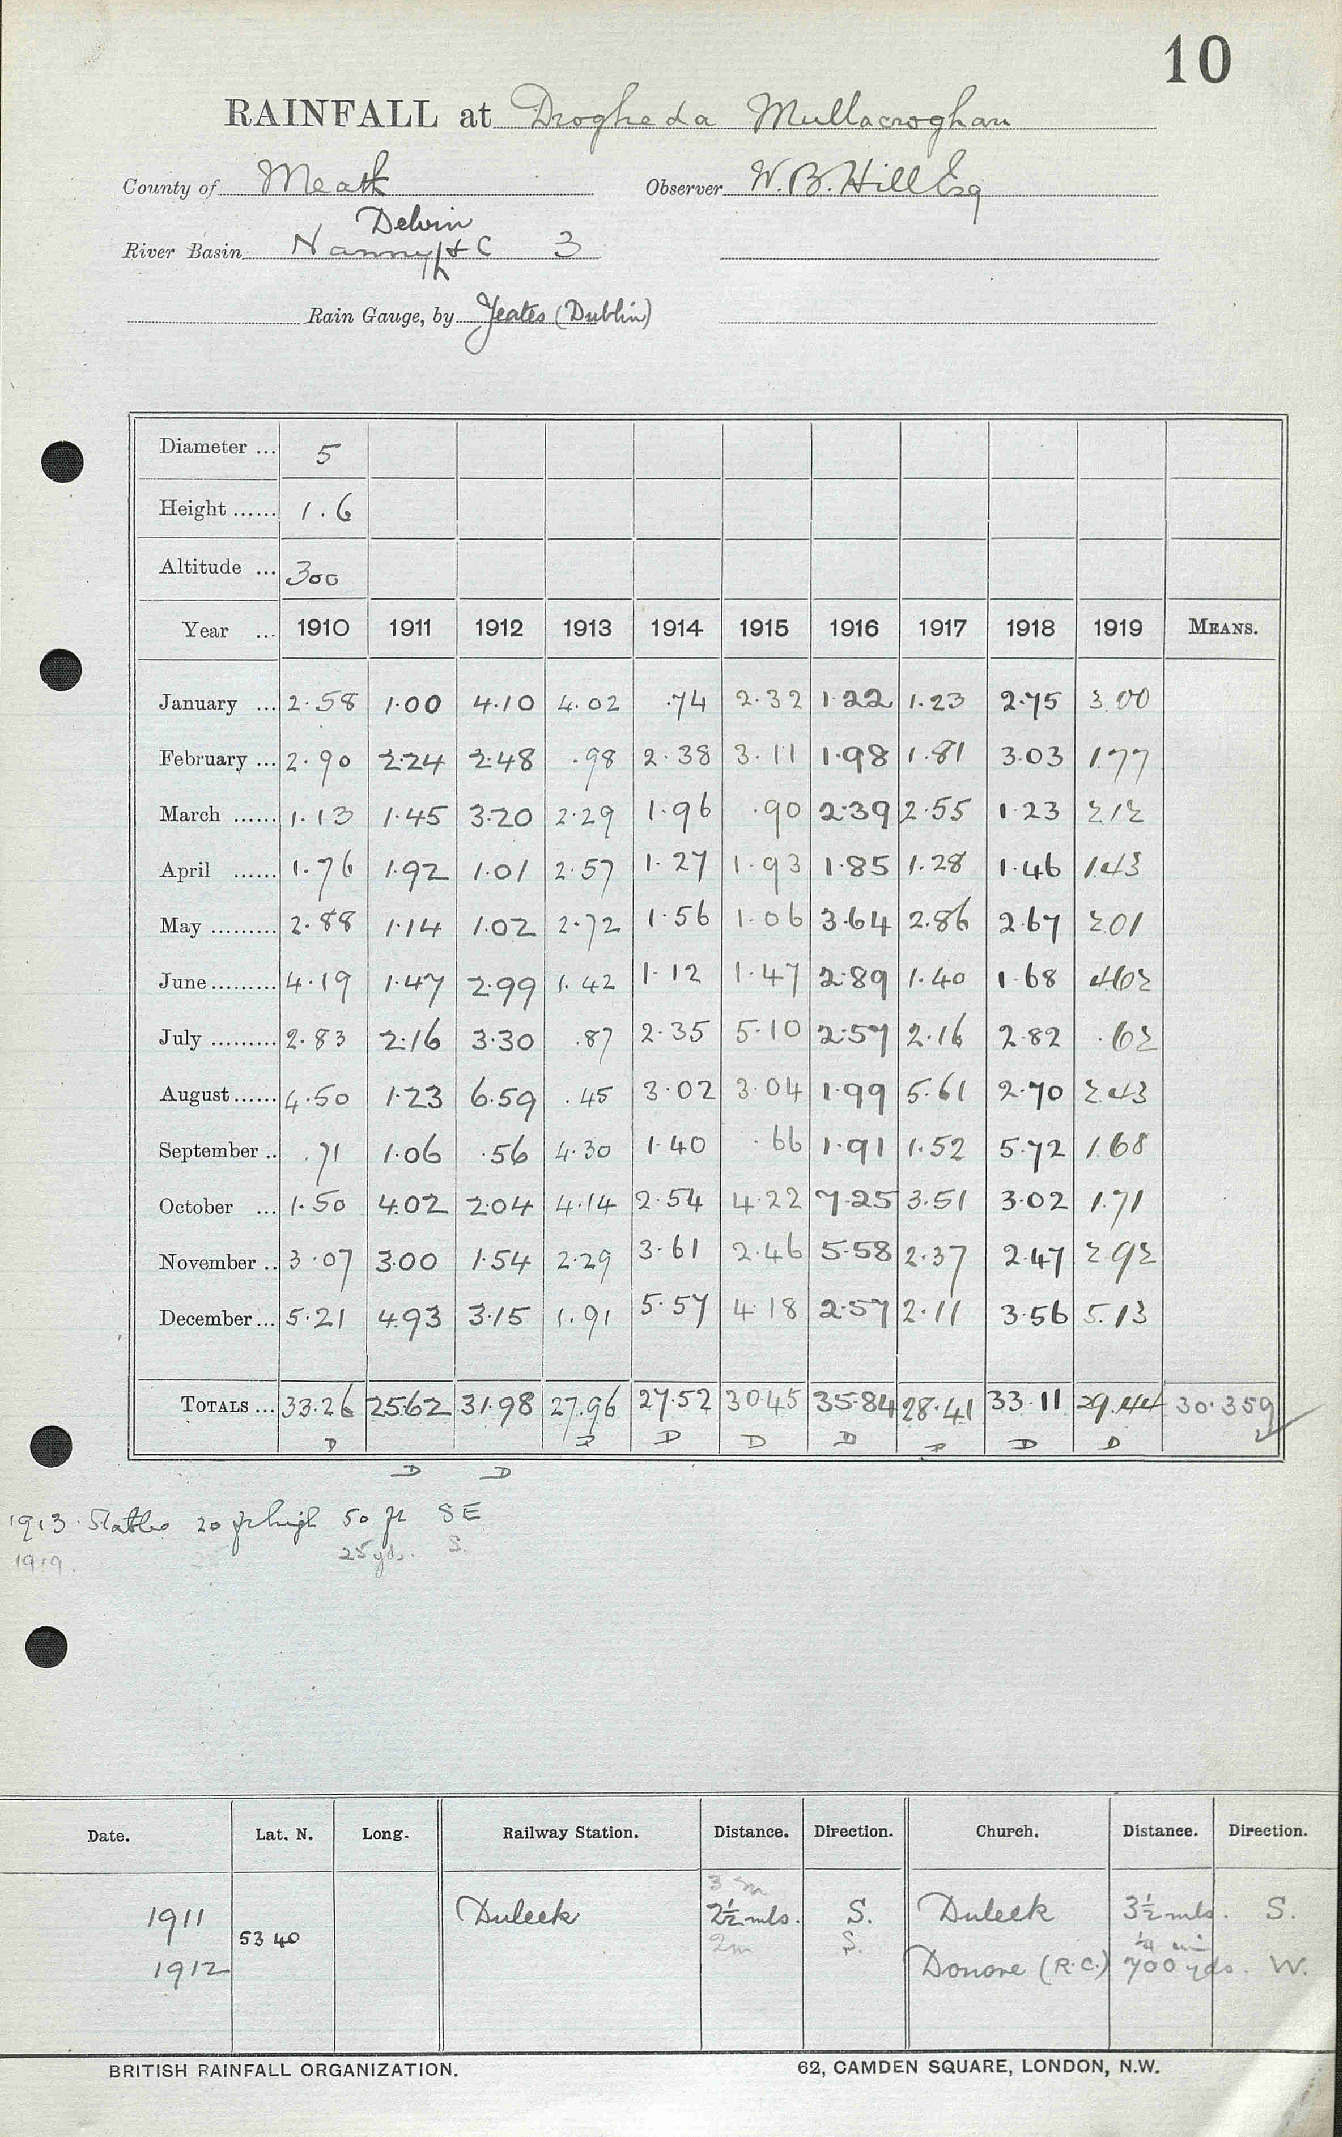 10
RAINFALL at Drogheda Mullacroghan
County of Meath Observer W. B. Hill Esq
Delvin
River Basin Nanny &C 3
Rain Gauge, by Yeates (Dublin)
Diameter ... 5
Height ...... 1.6
Altitude ... 300
Year ... 1910 1911 1912 1913 1914 1915 1916 1917 1918 1919 MEANS.
January ... 2.58 1.00 4.10 4.02 .74 2.32 1.22 1.23 2.75 3.00
February ... 2.90 2.24 2.48 .98 2.38 3.11 1.98 1.81 3.03 1.77
March ...... 1.13 1.45 3.20 2.29 1.96 .90 2.39 2.55 1.23 2.12
April ...... 1.76 1.92 1.01 2.57 1.27 1.93 1.85 1.28 1.46 1.43
May ......... 2.88 1.14 1.02 2.72 1.56 1.06 3.64 2.86 2.67 2.01
June ......... 4.19 1.47 2.99 1.42 1.12 1.47 2.89 1.40 1.68 4.62
July ......... 2.83 2.16 3.30 .87 2.35 5.10 2.57 2.16 2.82 .62
August ...... 4.50 1.23 6.59 .45 3.02 3.04 1.99 5.61 2.70 2.43
September .. .71 1.06 .56 4.30 1.40 .66 1.91 1.52 5.72 1.68
October ... 1.50 4.02 2.04 4.14 2.54 4.22 7.25 3.51 3.02 1.71
November .. 3.07 3.00 1.54 2.29 3.61 2.46 5.58 2.37 2.47 2.92
December ... 5.21 4.93 3.15 1.91 5.57 4.18 2.57 2.11 3.56 5.13
TOTALS ... 33.26 25.62 31.98 27.96 27.52 30.45 35.84 28.41 33.11 29.44 30.359
D D D D D D D D
D D
1913 Stables 20 ft high 50 ft SE
1919. 25 yds. S.
Date. Lat. N. Long. Railway Station. Distance. Direction. Church. Distance. Direction.
3 m
1911 53 40 Duleek 2½ mls. S. Duleek 3½ mls. S.
2m S. ¼ mi
1912 Donore (R.C.) 700 yds. W.
BRITISH RAINFALL ORGANIZATION. 62, CAMDEN SQUARE, LONDON, N.W.